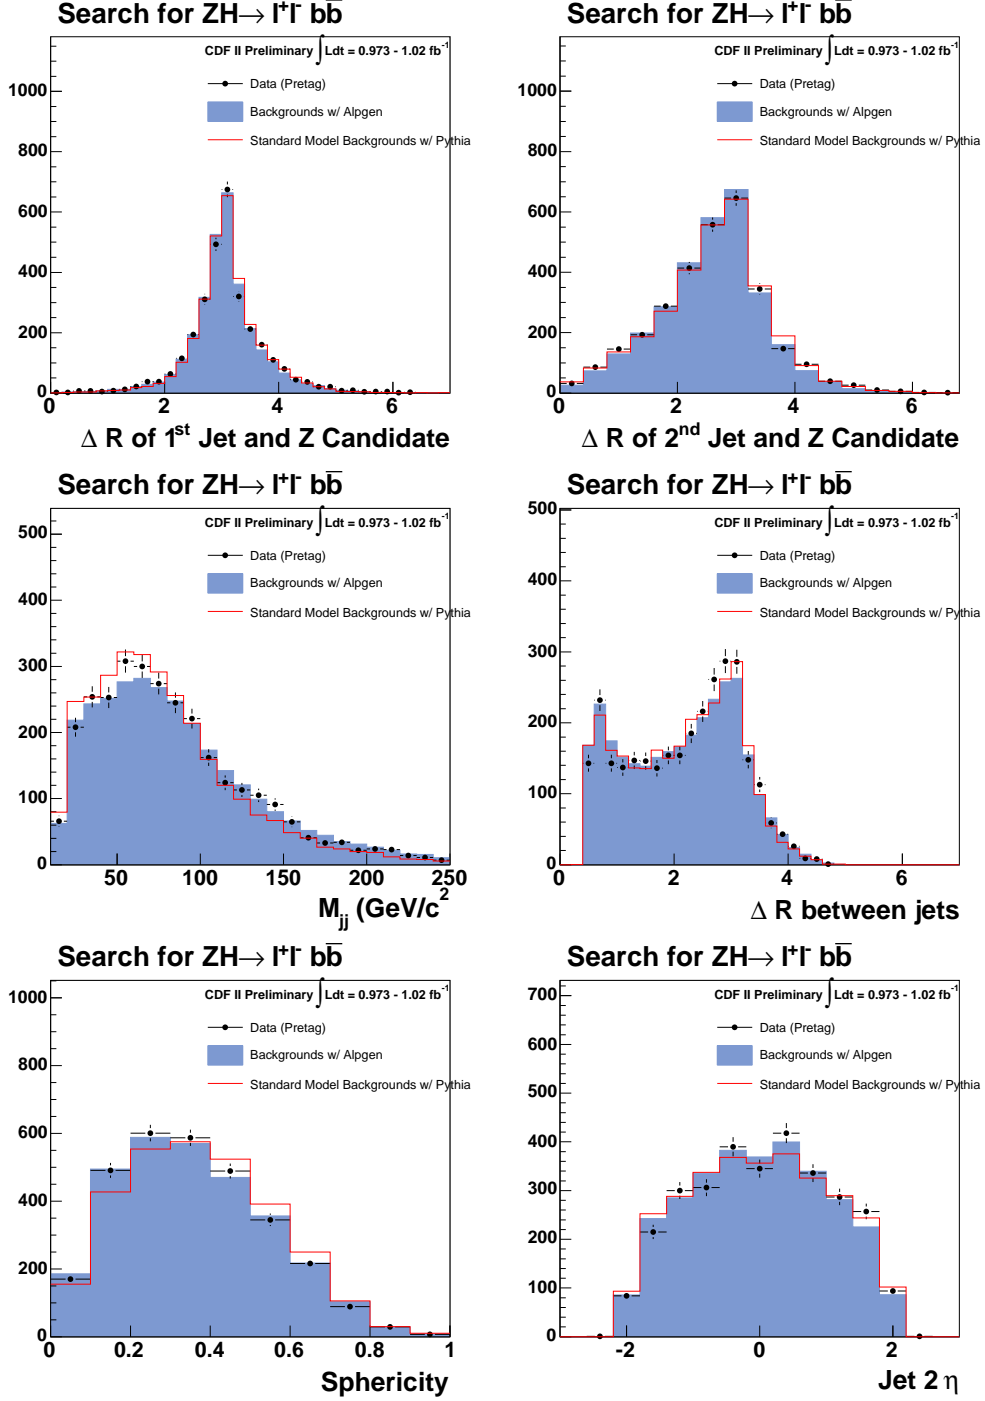 Search for ZH→ l⁺l⁻ bb̅
CDF II Preliminary ∫ Ldt = 0.973 - 1.02 fb⁻¹
Data (Pretag)
Backgrounds w/ Alpgen
Standard Model Backgrounds w/ Pythia
1000
800
600
400
200
0
0 2 4 6
Δ R of 1ˢᵗ Jet and Z Candidate
Search for ZH→ l⁺l⁻ bb̅
CDF II Preliminary ∫ Ldt = 0.973 - 1.02 fb⁻¹
Data (Pretag)
Backgrounds w/ Alpgen
Standard Model Backgrounds w/ Pythia
1000
800
600
400
200
0
0 2 4 6
Δ R of 2ⁿᵈ Jet and Z Candidate
Search for ZH→ l⁺l⁻ bb̅
CDF II Preliminary ∫ Ldt = 0.973 - 1.02 fb⁻¹
Data (Pretag)
Backgrounds w/ Alpgen
Standard Model Backgrounds w/ Pythia
500
400
300
200
100
0
50 100 150 200 250
M_jj (GeV/c²
Search for ZH→ l⁺l⁻ bb̅
CDF II Preliminary ∫ Ldt = 0.973 - 1.02 fb⁻¹
Data (Pretag)
Backgrounds w/ Alpgen
Standard Model Backgrounds w/ Pythia
500
400
300
200
100
0
0 2 4 6
Δ R between jets
Search for ZH→ l⁺l⁻ bb̅
CDF II Preliminary ∫ Ldt = 0.973 - 1.02 fb⁻¹
Data (Pretag)
Backgrounds w/ Alpgen
Standard Model Backgrounds w/ Pythia
1000
800
600
400
200
0
0 0.2 0.4 0.6 0.8 1
Sphericity
Search for ZH→ l⁺l⁻ bb̅
CDF II Preliminary ∫ Ldt = 0.973 - 1.02 fb⁻¹
Data (Pretag)
Backgrounds w/ Alpgen
Standard Model Backgrounds w/ Pythia
700
600
500
400
300
200
100
0
-2 0 2
Jet 2 η